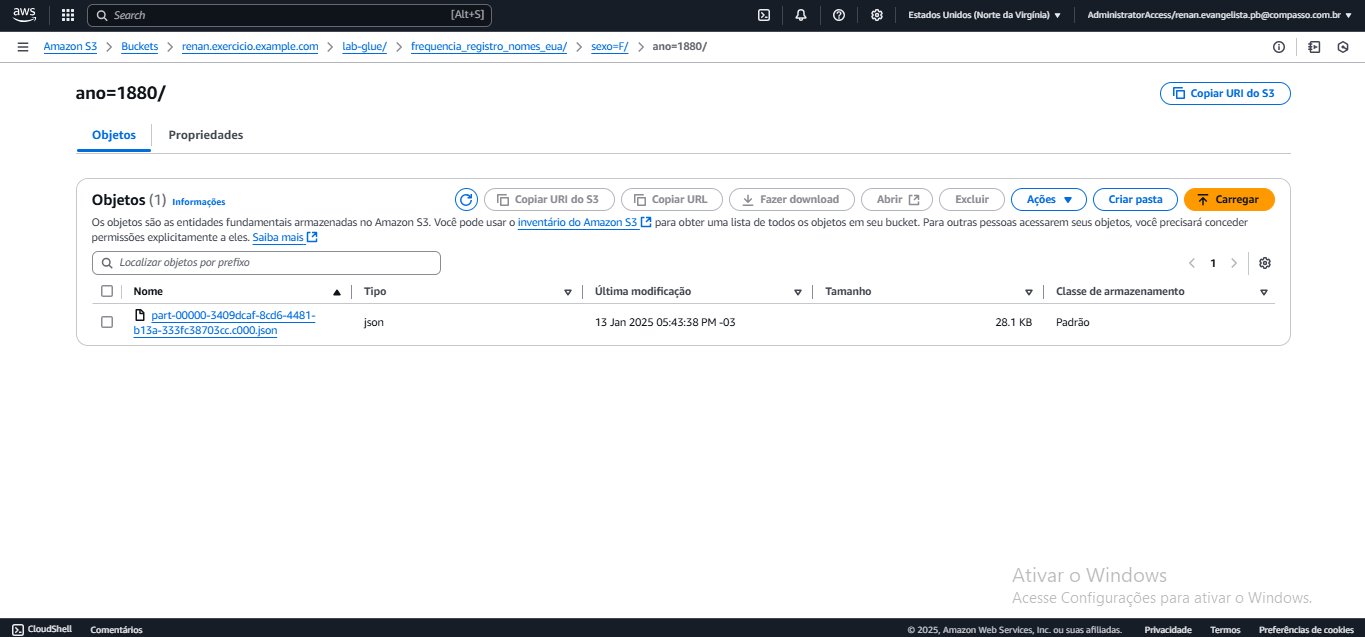 aws
Search
[Alt+S]
Estados Unidos (Norte da Virgínia)
AdministratorAccess/renan.evangelista.pb@compasso.com.br
Amazon S3
Buckets
renan.exercicio.example.com
lab-glue/
frequencia_registro_nomes_eua/
sexo=F/
ano=1880/
ano=1880/
Copiar URI do S3
Objetos
Propriedades
Objetos (1) Informações
Copiar URI do S3
Copiar URL
Fazer download
Abrir
Excluir
Ações
Criar pasta
Carregar
Os objetos são as entidades fundamentais armazenadas no Amazon S3. Você pode usar o inventário do Amazon S3 para obter uma lista de todos os objetos em seu bucket. Para outras pessoas acessarem seus objetos, você precisará conceder
permissões explicitamente a eles. Saiba mais
Localizar objetos por prefixo
1
Nome
Tipo
Última modificação
Tamanho
Classe de armazenamento
part-00000-3409dcaf-8cd6-4481-
b13a-333fc38703cc.c000.json
json
13 Jan 2025 05:43:38 PM -03
28.1 KB
Padrão
Ativar o Windows
Acesse Configurações para ativar o Windows.
CloudShell
Comentários
© 2025, Amazon Web Services, Inc. ou suas afiliadas.
Privacidade
Termos
Preferências de cookies